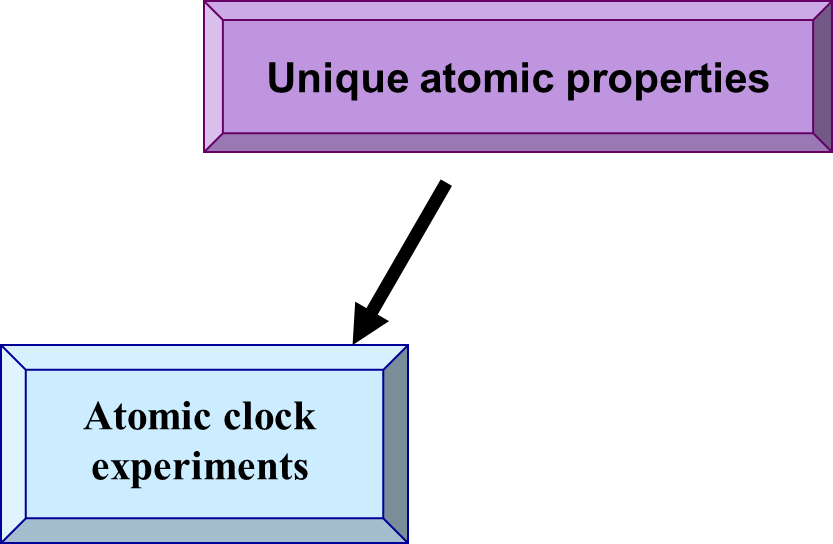 Unique atomic properties
Atomic clock
experiments